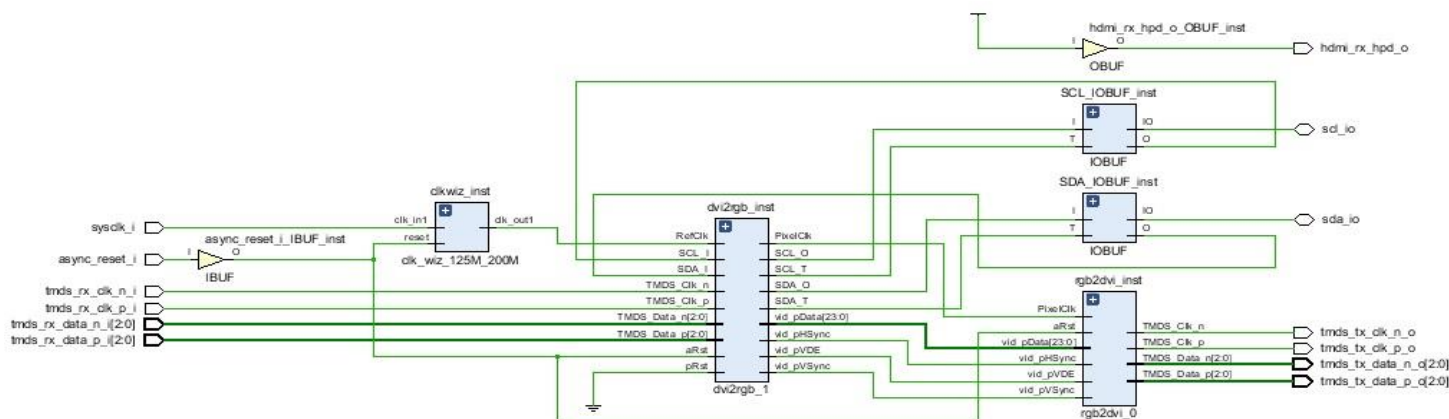 hdmi_rx_hpd_o_OBUF_inst
I
O
hdmi_rx_hpd_o
OBUF
SCL_IOBUF_inst
I
IO
scl_io
T
O
IOBUF
SDA_IOBUF_inst
I
IO
sda_io
T
O
IOBUF
clkwiz_inst
sysclk_i
clk_in1
clk_out1
reset
clk_wiz_125M_200M
async_reset_i_IBUF_inst
async_reset_i
I
O
IBUF
tmds_rx_clk_n_i
tmds_rx_clk_p_i
tmds_rx_data_n_i[2:0]
tmds_rx_data_p_i[2:0]
dvi2rgb_inst
RefClk
PixelClk
SCL_I
SCL_O
SDA_I
SCL_T
TMDS_Clk_n
SDA_O
TMDS_Clk_p
SDA_T
TMDS_Data_n[2:0]
vid_pData[23:0]
TMDS_Data_p[2:0]
vid_pHSync
aRst
vid_pVDE
pRst
vid_pVSync
dvi2rgb_1
rgb2dvi_inst
PixelClk
aRst
TMDS_Clk_n
tmds_tx_clk_n_o
vid_pData[23:0]
TMDS_Clk_p
tmds_tx_clk_p_o
vid_pHSync
TMDS_Data_n[2:0]
tmds_tx_data_n_o[2:0]
vid_pVDE
TMDS_Data_p[2:0]
tmds_tx_data_p_o[2:0]
vid_pVSync
rgb2dvi_0